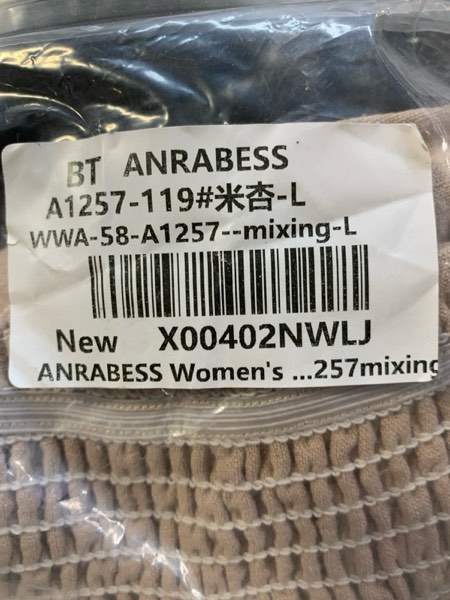 BT ANRABESS
A1257-119#米杏-L
WWA-58-A1257--mixing-L
New X00402NWLJ
ANRABESS Women's ...257mixing